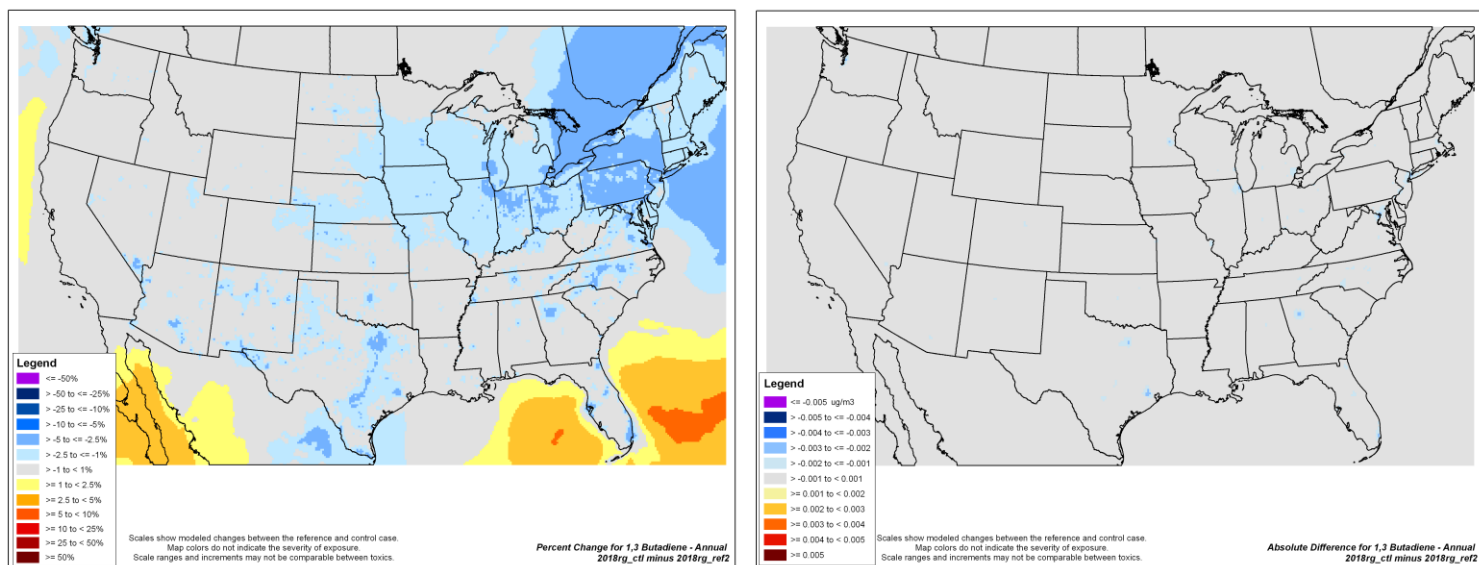 Legend
<= -50%
> -50 to <= -25%
> -25 to <= -10%
> -10 to <= -5%
> -5 to <= -2.5%
> -2.5 to <= -1%
> -1 to < 1%
>= 1 to < 2.5%
>= 2.5 to < 5%
>= 5 to < 10%
>= 10 to < 25%
>= 25 to < 50%
>= 50%
Scales show modeled changes between the reference and control case.
Map colors do not indicate the severity of exposure.
Scale ranges and increments may not be comparable between toxics.
Percent Change for 1,3 Butadiene - Annual
2018rg_ctl minus 2018rg_ref2
Legend
<= -0.005 ug/m3
> -0.005 to <= -0.004
> -0.004 to <= -0.003
> -0.003 to <= -0.002
> -0.002 to <= -0.001
> -0.001 to < 0.001
>= 0.001 to < 0.002
>= 0.002 to < 0.003
>= 0.003 to < 0.004
>= 0.004 to < 0.005
>= 0.005
Scales show modeled changes between the reference and control case.
Map colors do not indicate the severity of exposure.
Scale ranges and increments may not be comparable between toxics.
Absolute Difference for 1,3 Butadiene - Annual
2018rg_ctl minus 2018rg_ref2